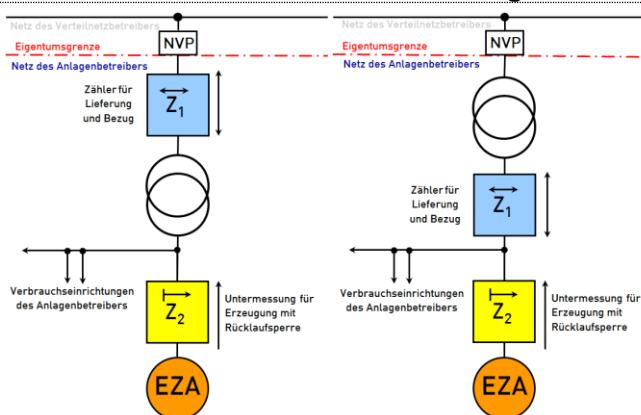 Netz des Verteilnetzbetreibers
NVP
Eigentumsgrenze
Netz des Anlagenbetreibers
Zähler für
Lieferung
und Bezug
Z1
Verbrauchseinrichtungen
des Anlagenbetreibers
Z2
Untermessung für
Erzeugung mit
Rücklaufsperre
EZA
Netz des Verteilnetzbetreibers
NVP
Eigentumsgrenze
Netz des Anlagenbetreibers
Zähler für
Lieferung
und Bezug
Z1
Verbrauchseinrichtungen
des Anlagenbetreibers
Z2
Untermessung für
Erzeugung mit
Rücklaufsperre
EZA